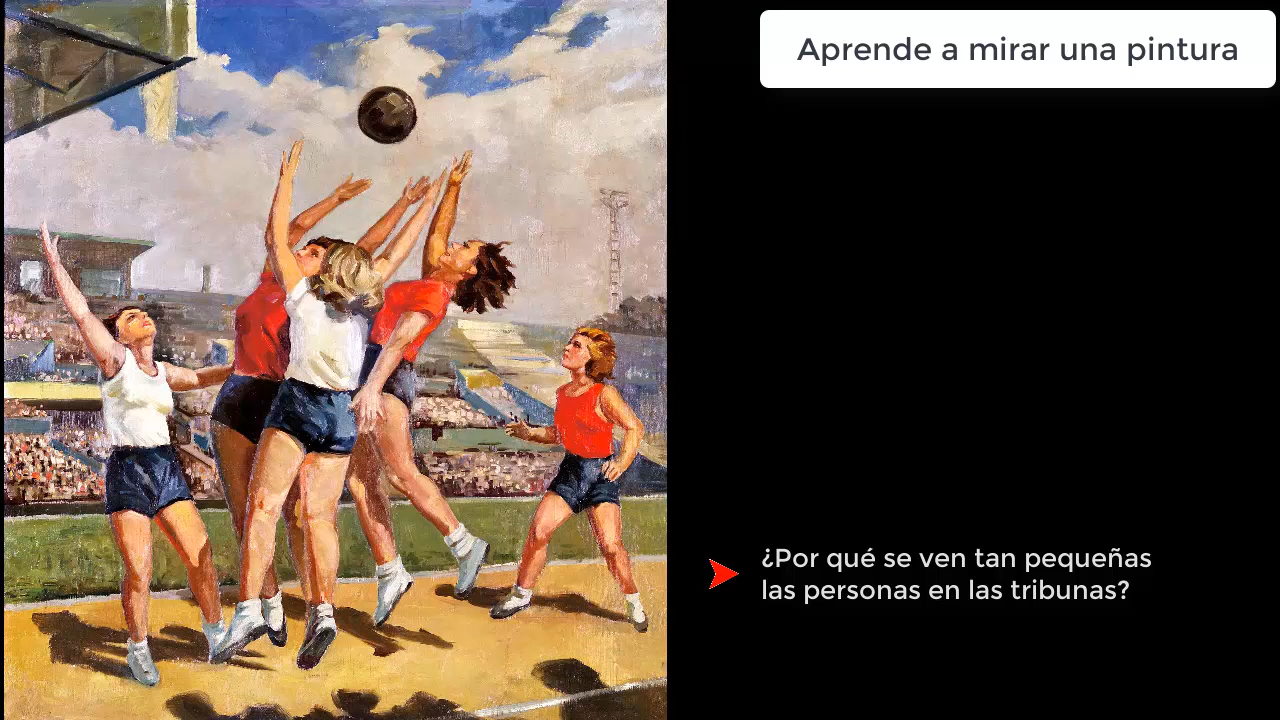 Aprende a mirar una pintura
¿Por qué se ven tan pequeñas
las personas en las tribunas?